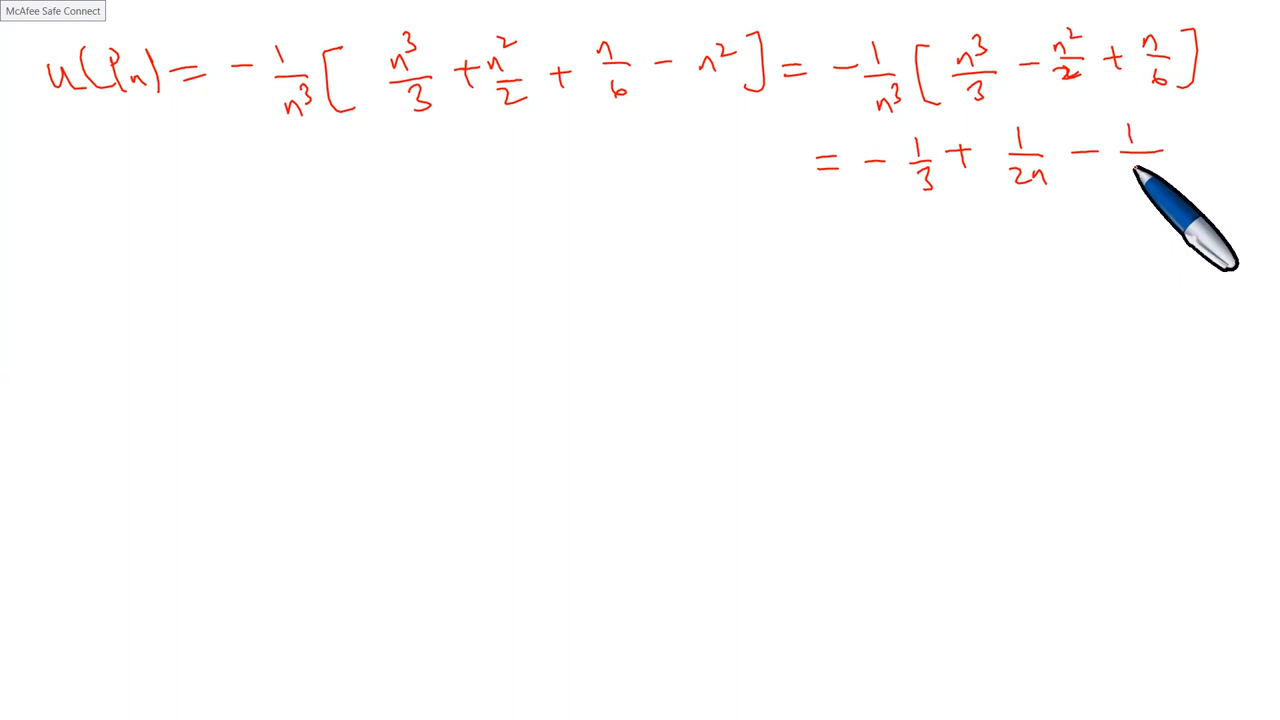 McAfee Safe Connect
u(Pn) = - 1/n³ [ n³/3 + n²/2 + n/6 - n² ] = - 1/n³ [ n³/3 - n²/2 + n/6 ]
= - 1/3 + 1/2n - 1/